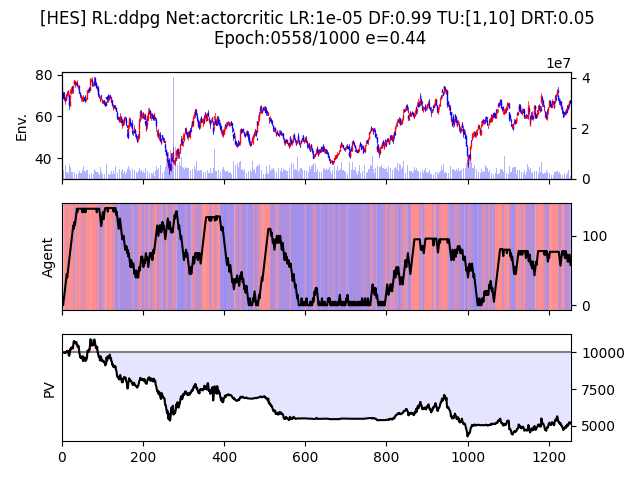 [HES] RL:ddpg Net:actorcritic LR:1e-05 DF:0.99 TU:[1,10] DRT:0.05
Epoch:0558/1000 e=0.44
1e7
80
60
40
Env.
4
2
0
Agent
100
0
PV
10000
7500
5000
0 200 400 600 800 1000 1200